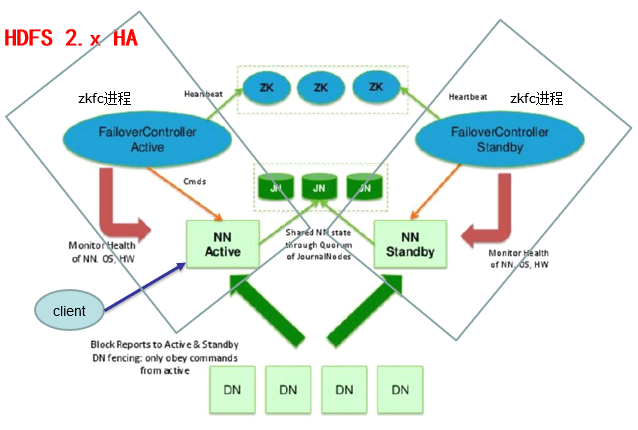 HDFS 2.x HA
zkfc进程
zkfc进程
Heartbeat
ZK
ZK
ZK
Heartbeat
FailoverController
Active
FailoverController
Standby
Cmds
JN
JN
JN
NN
Active
Shared NN state
through Quorum
of JournalNodes
NN
Standby
Monitor Health
of NN, OS, HW
Monitor Health
of NN, OS, HW
client
Block Reports to Active & Standby
DN fencing: only obey commands
from active
DN
DN
DN
DN